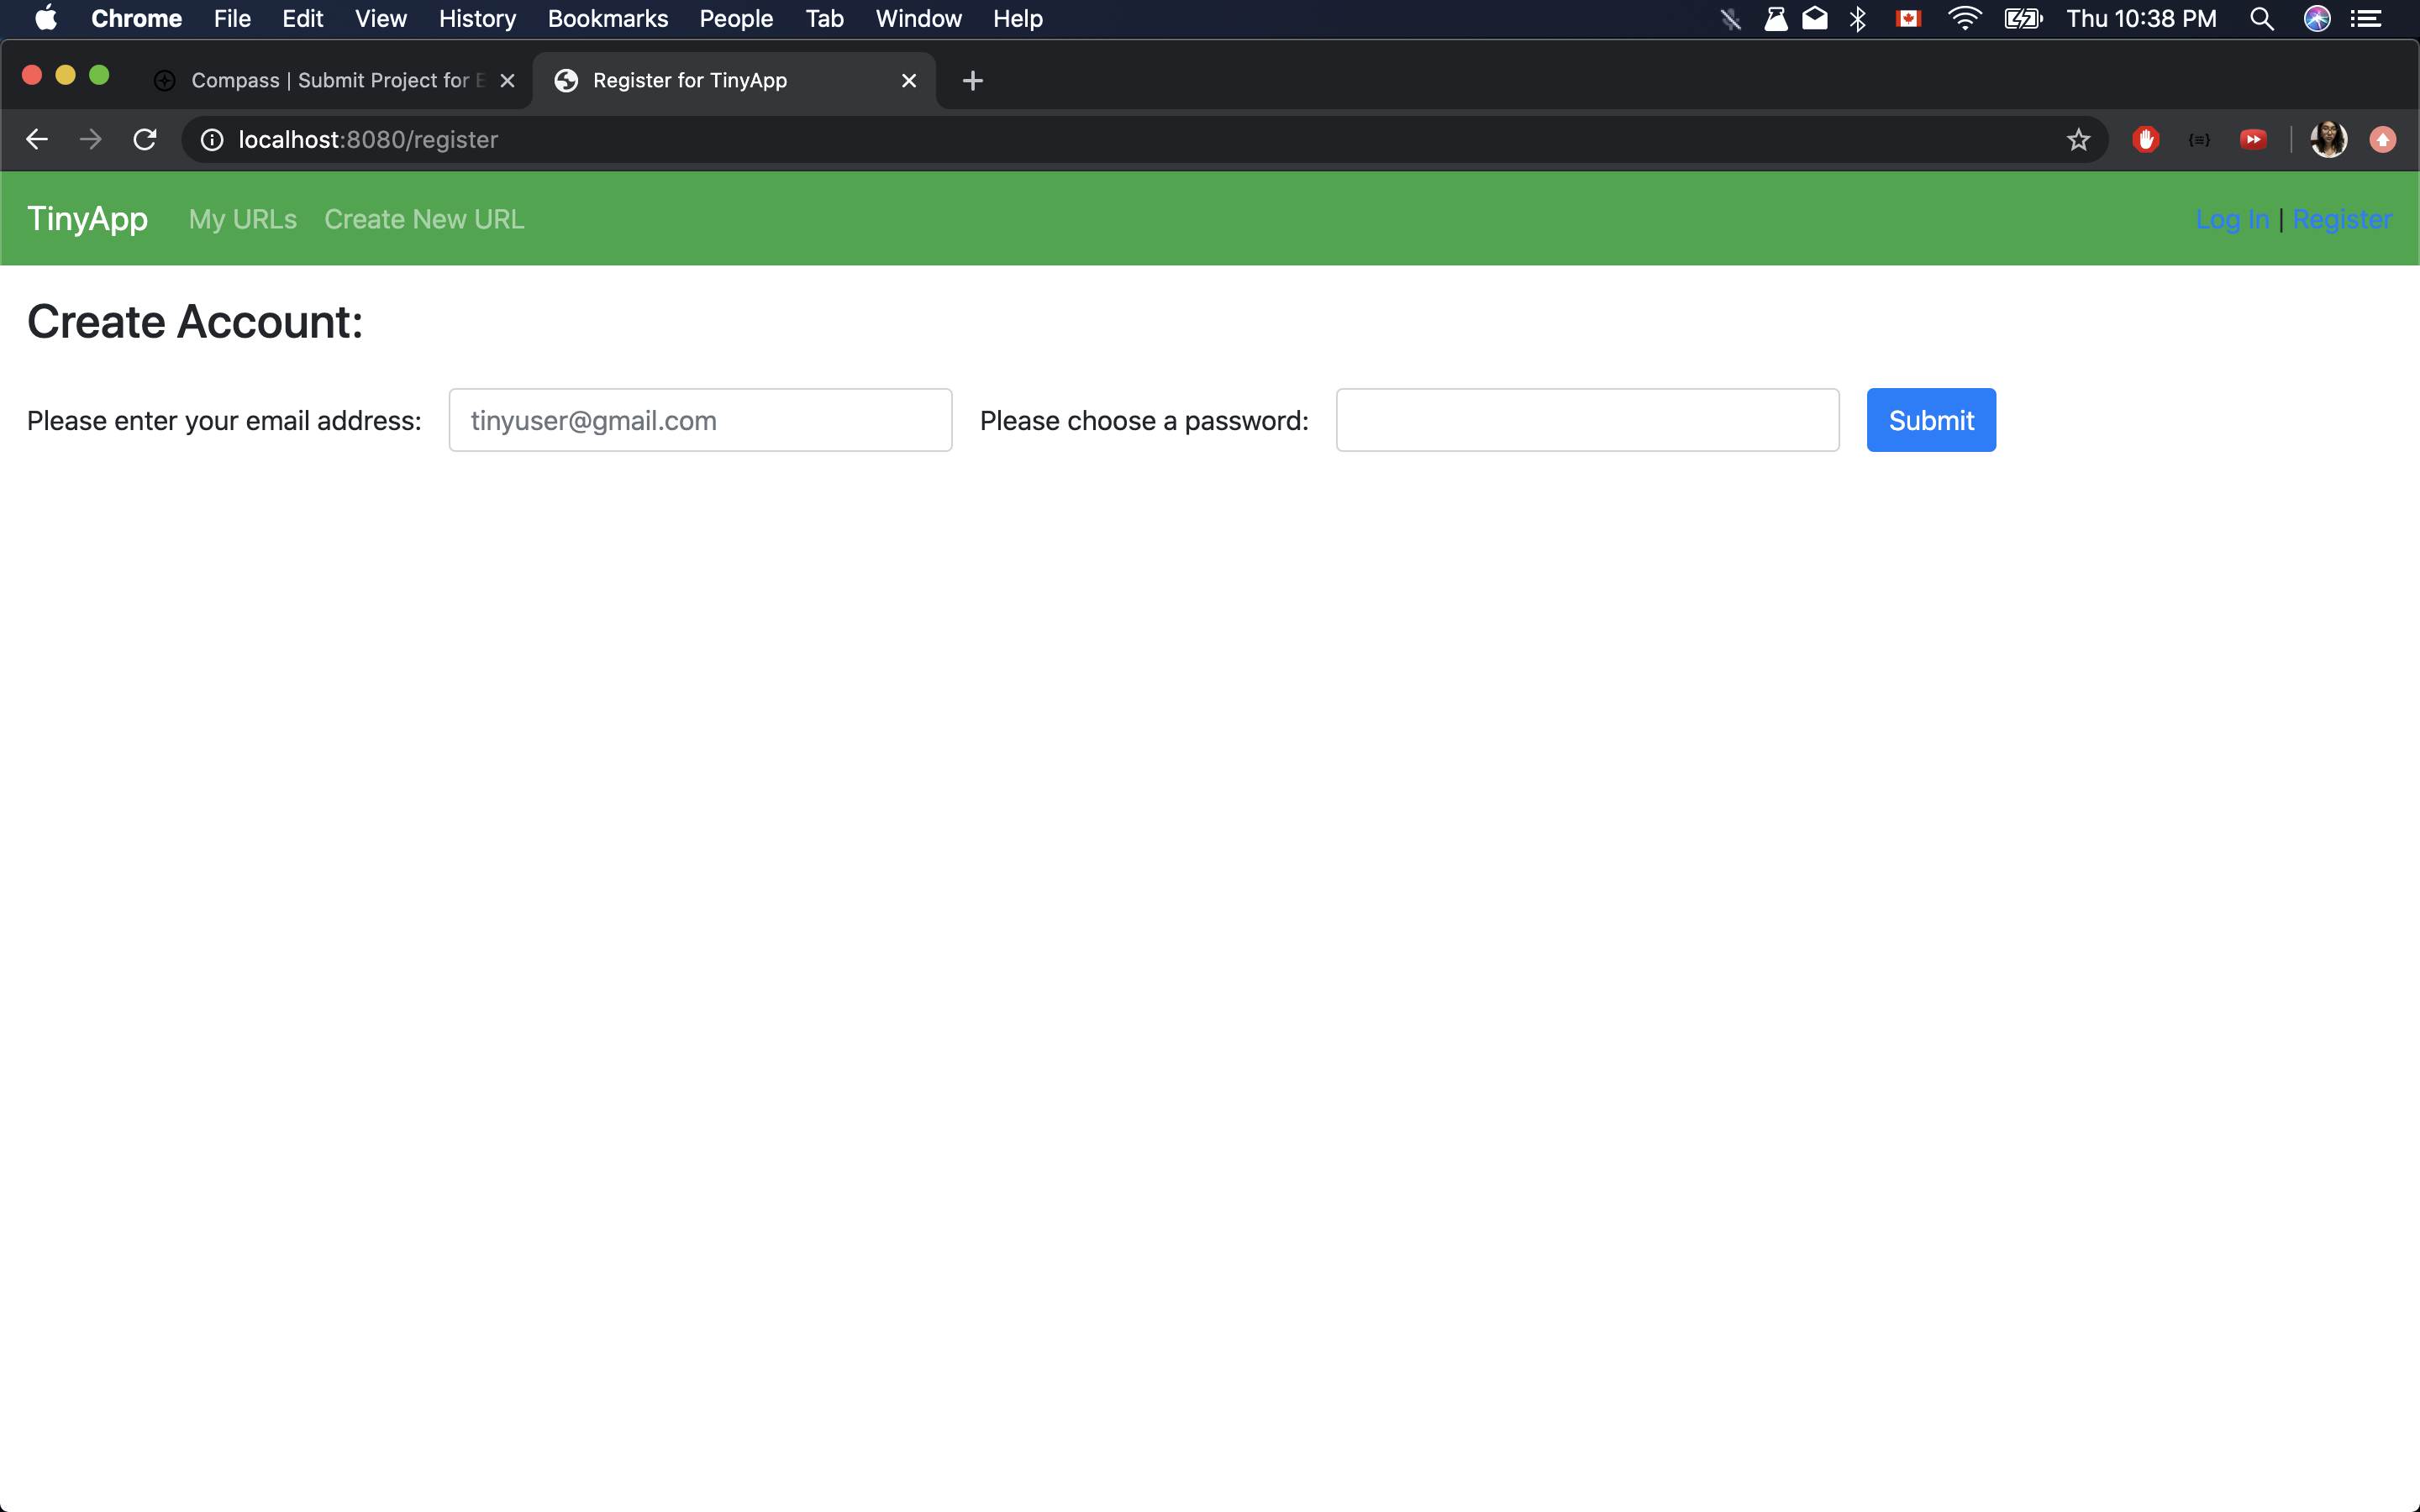 Chrome File Edit View History Bookmarks People Tab Window Help Thu 10:38 PM
Compass | Submit Project for E Register for TinyApp
localhost:8080/register
TinyApp My URLs Create New URL Log In | Register
Create Account:
Please enter your email address: tinyuser@gmail.com Please choose a password: Submit